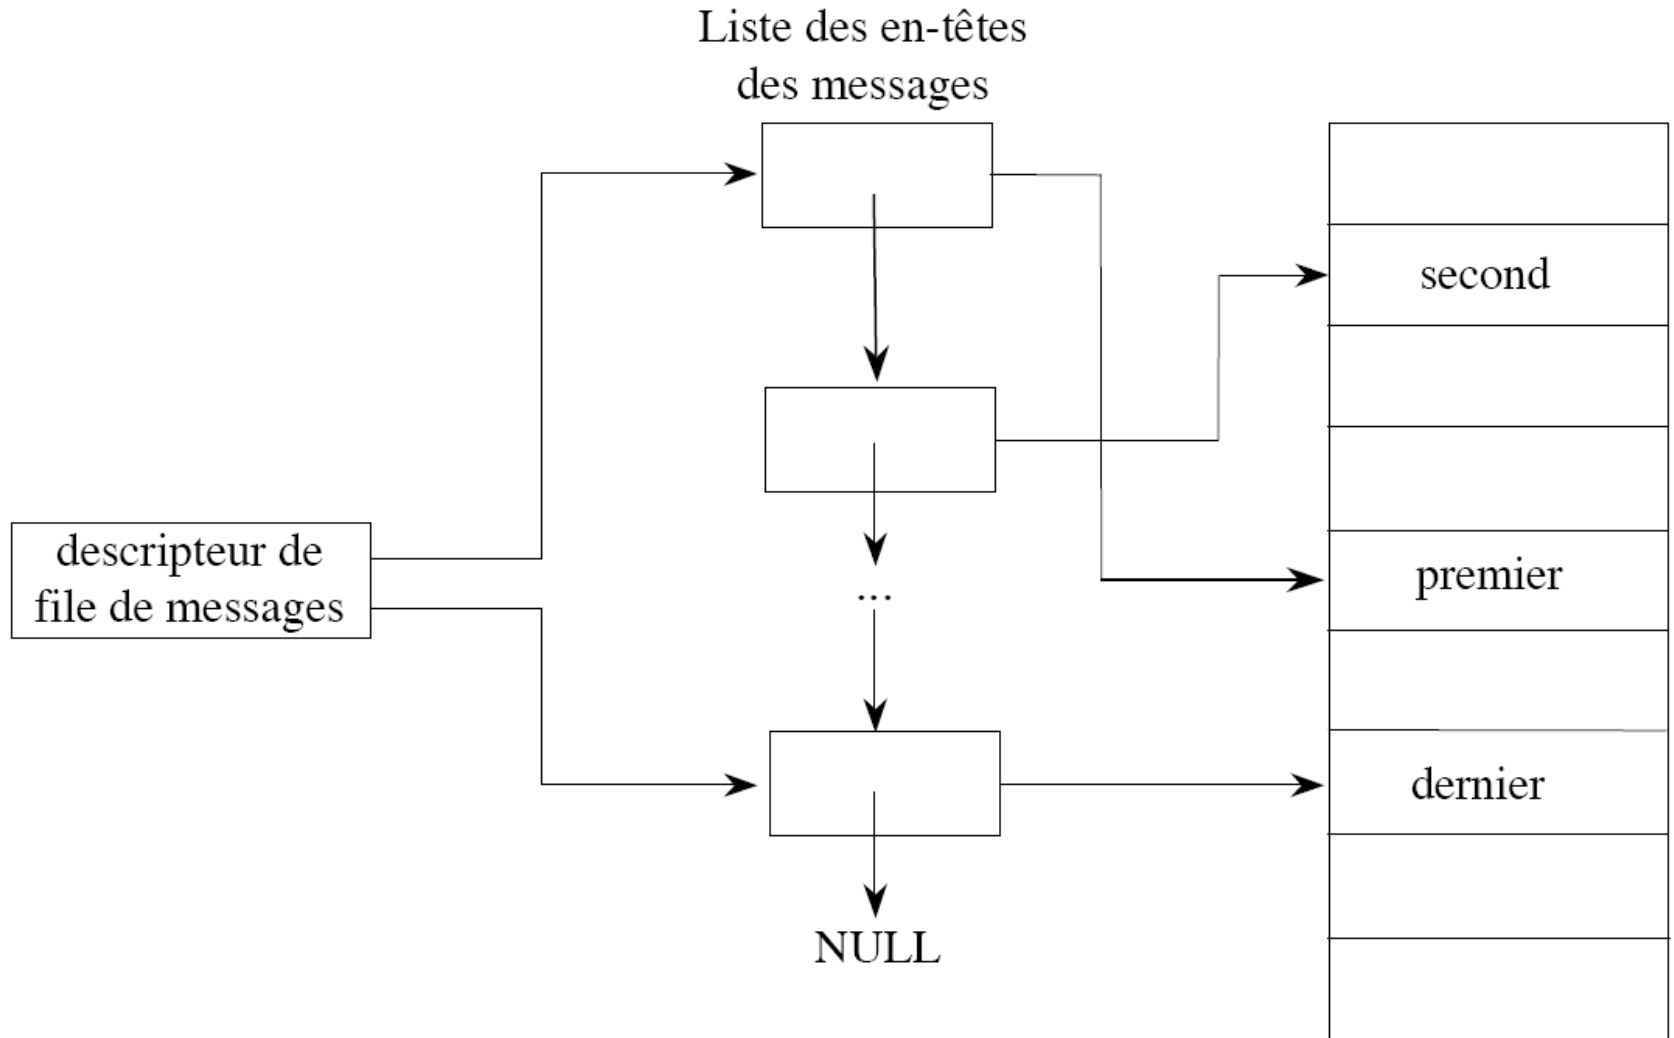 Liste des en-têtes
des messages
second
descripteur de
file de messages
premier
...
dernier
NULL